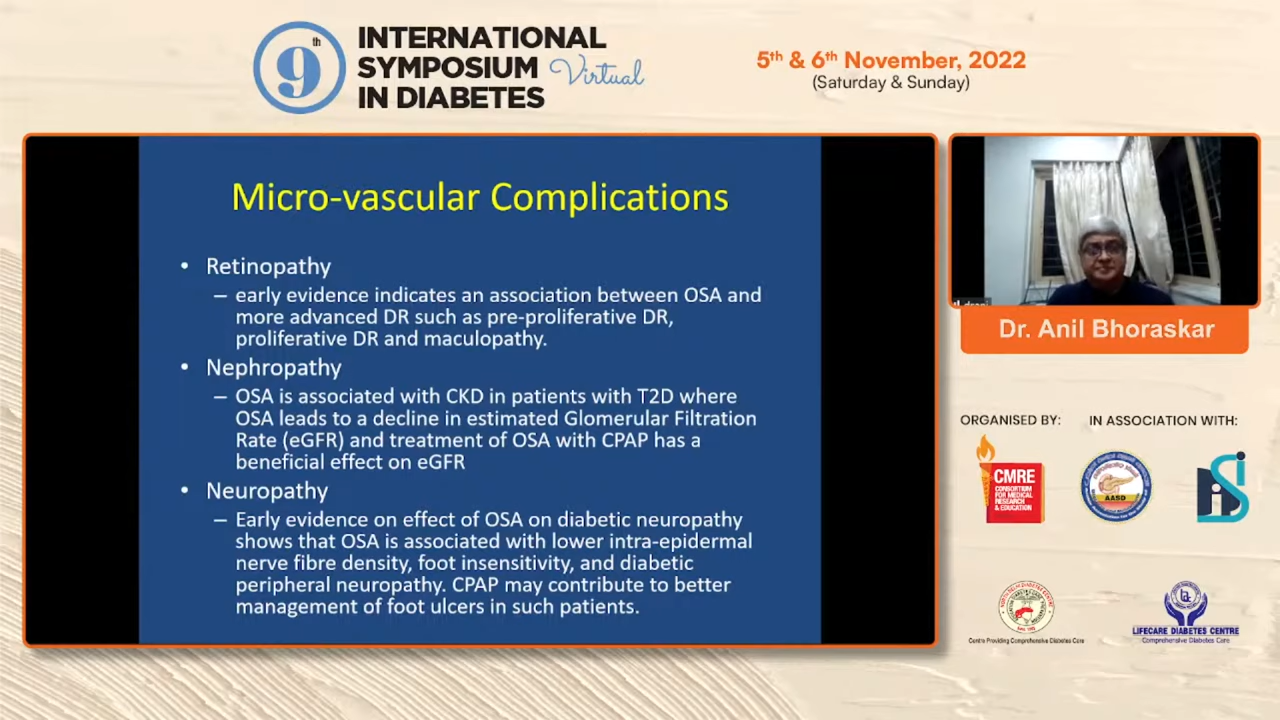 9th
INTERNATIONAL
SYMPOSIUM Virtual
IN DIABETES
5th & 6th November, 2022
(Saturday & Sunday)
Micro-vascular Complications
• Retinopathy
– early evidence indicates an association between OSA and
more advanced DR such as pre-proliferative DR,
proliferative DR and maculopathy.
• Nephropathy
– OSA is associated with CKD in patients with T2D where
OSA leads to a decline in estimated Glomerular Filtration
Rate (eGFR) and treatment of OSA with CPAP has a
beneficial effect on eGFR
• Neuropathy
– Early evidence on effect of OSA on diabetic neuropathy
shows that OSA is associated with lower intra-epidermal
nerve fibre density, foot insensitivity, and diabetic
peripheral neuropathy. CPAP may contribute to better
management of foot ulcers in such patients.
Dr. Anil Bhoraskar
ORGANISED BY:
IN ASSOCIATION WITH:
CMRE
CONSORTIUM
FOR MEDICAL
RESEARCH
& EDUCATION
AASD
Centre Providing Comprehensive Diabetes Care
LIFECARE DIABETES CENTRE
Comprehensive Diabetes Care